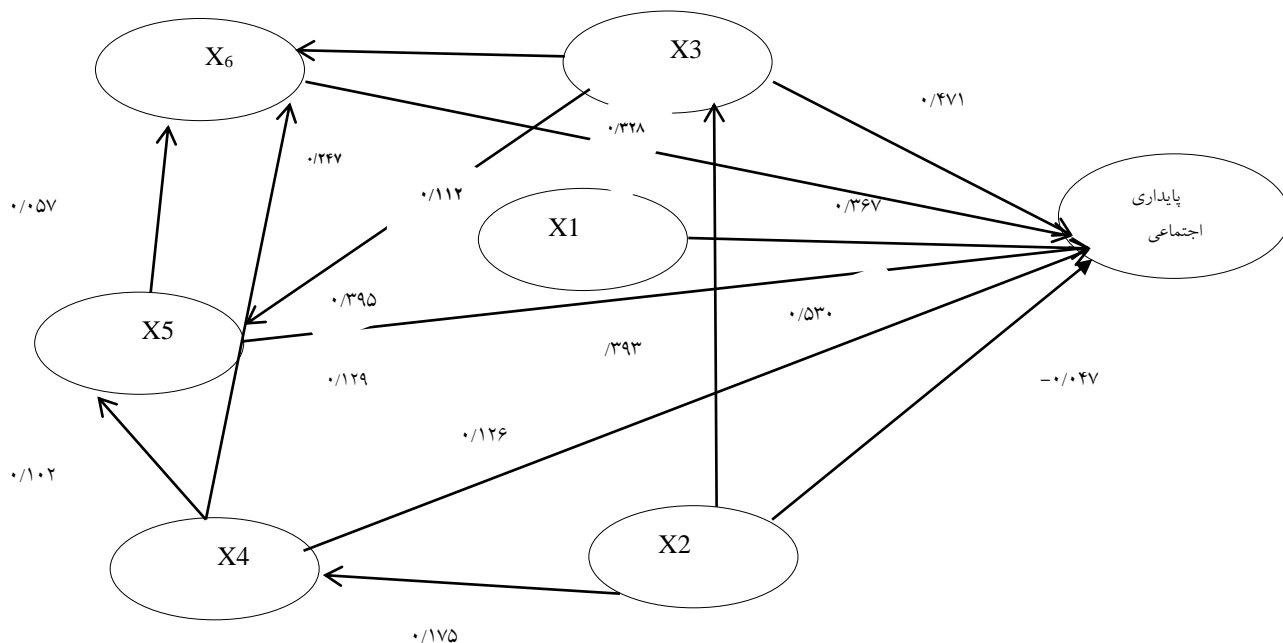 X₆
X3
۰/۴۷۱
۰/۳۲۸
۰/۲۴۷
۰/۱۱۲
۰/۰۵۷
پایداری
اجتماعی
۰/۳۶۷
X1
۰/۳۹۵
۰/۵۳۰
X5
/۳۹۳
۰/۱۲۹
-۰/۰۴۷
۰/۱۲۶
۰/۱۰۲
X4
X2
۰/۱۷۵